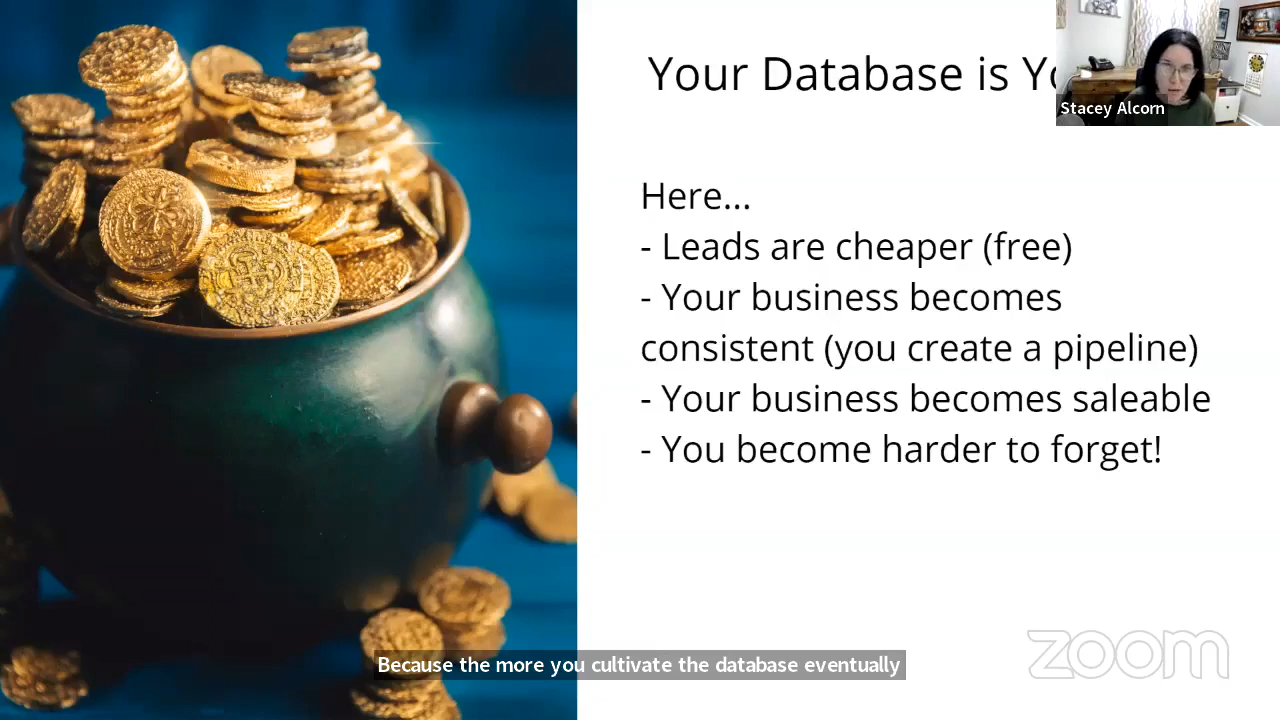 Your Database is Yo
Stacey Alcorn
Here...
- Leads are cheaper (free)
- Your business becomes
consistent (you create a pipeline)
- Your business becomes saleable
- You become harder to forget!
zoom
Because the more you cultivate the database eventually